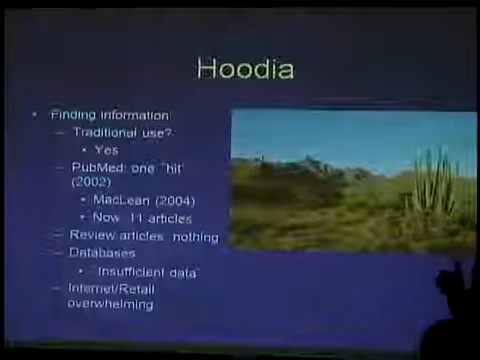 Hoodia
• Finding Information
– Traditional use?
• Yes
– PubMed: one "hit"
(2002)
• MacLean (2004)
• Now 11 articles
– Review articles nothing
– Databases
• "Insufficient data"
– Internet/Retail
overwhelming